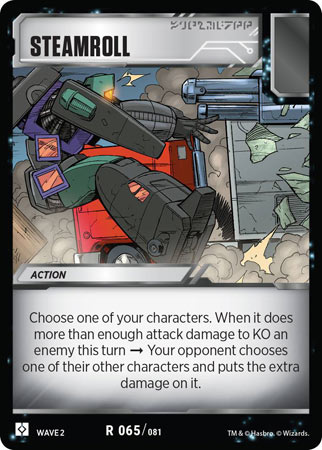 STEAMROLL
ACTION
Choose one of your characters. When it does
more than enough attack damage to KO an
enemy this turn → Your opponent chooses
one of their other characters and puts the extra
damage on it.
WAVE 2 R 065/081 TM & © Hasbro. © Wizards.